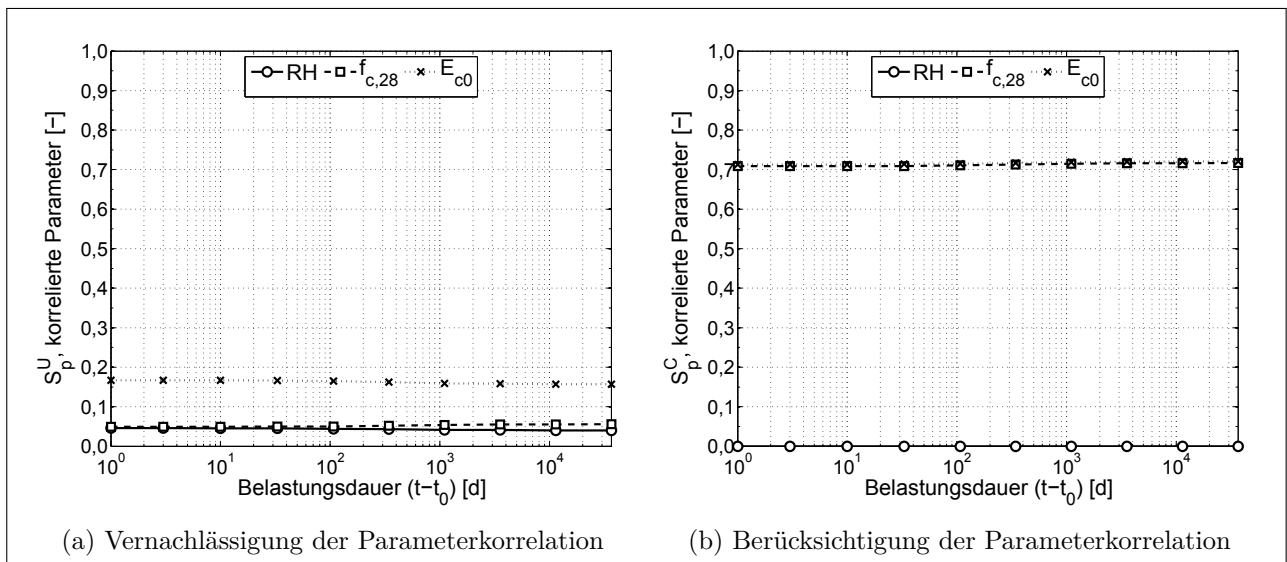 1,0
0,9
0,8
0,7
0,6
0,5
0,4
0,3
0,2
0,1
0,0
S_p^U, korrelierte Parameter [−]
RH f_c,28 E_c0
10^0 10^1 10^2 10^3 10^4
Belastungsdauer (t−t_0) [d]
(a) Vernachlässigung der Parameterkorrelation
1,0
0,9
0,8
0,7
0,6
0,5
0,4
0,3
0,2
0,1
0,0
S_p^C, korrelierte Parameter [−]
RH f_c,28 E_c0
10^0 10^1 10^2 10^3 10^4
Belastungsdauer (t−t_0) [d]
(b) Berücksichtigung der Parameterkorrelation